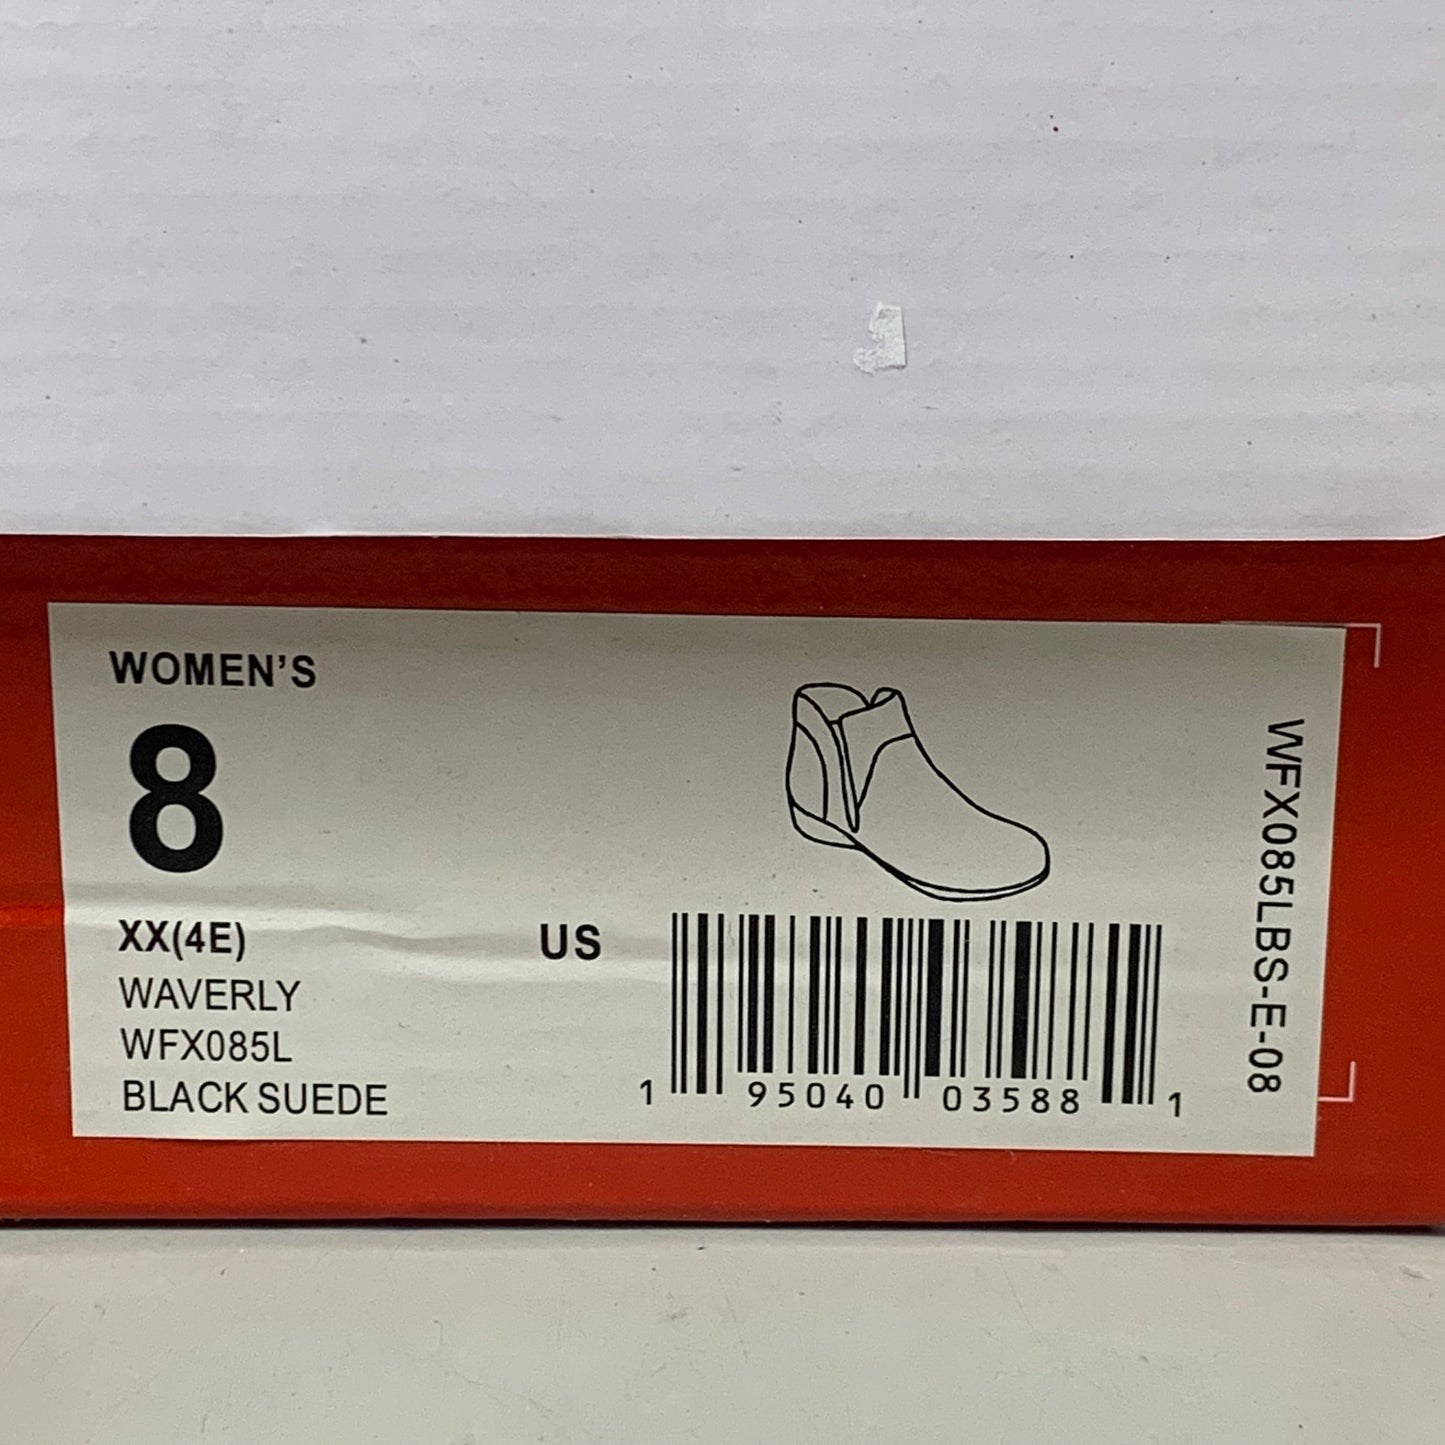 WOMEN'S
8
XX(4E)
US
WAVERLY
WFX085L
BLACK SUEDE
1 95040 03588 1
WFX085LBS-E-08